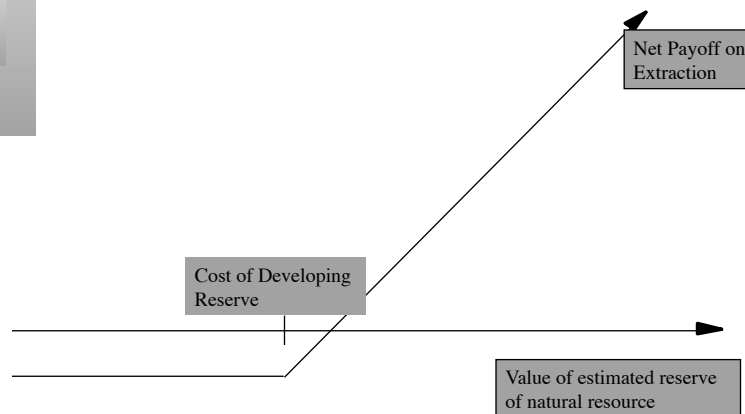 Net Payoff on
Extraction
Cost of Developing
Reserve
Value of estimated reserve
of natural resource